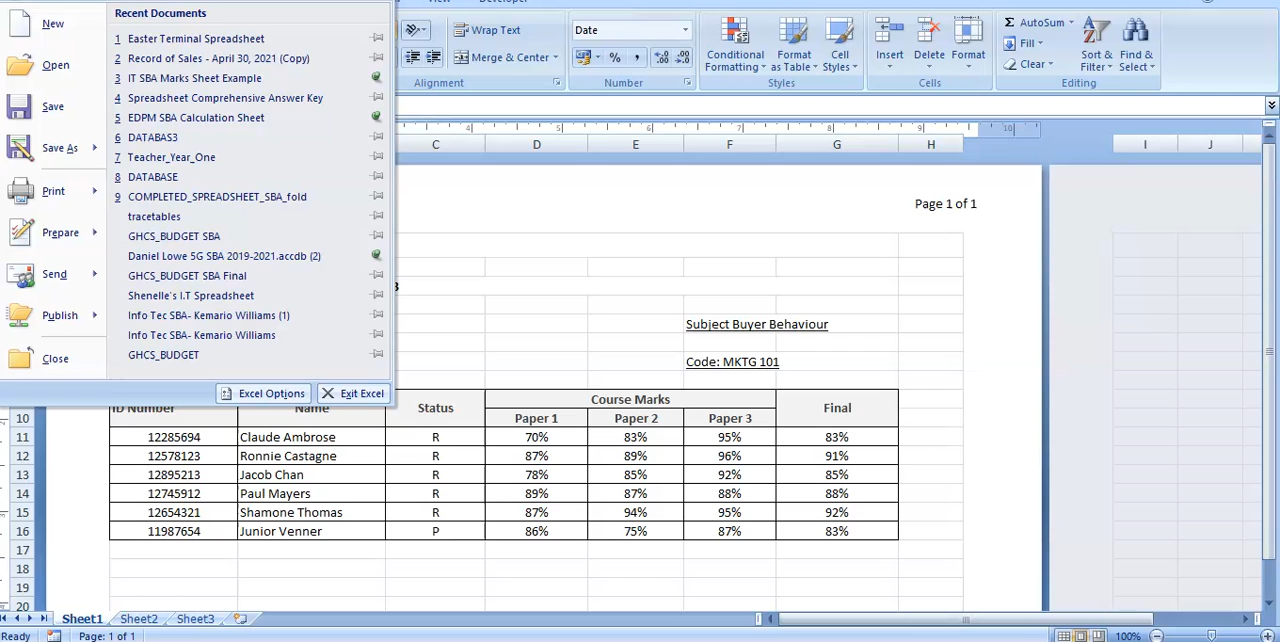 New
Open
Save
Save As
Print
Prepare
Send
Publish
Close
Recent Documents
1 Easter Terminal Spreadsheet
2 Record of Sales - April 30, 2021 (Copy)
3 IT SBA Marks Sheet Example
4 Spreadsheet Comprehensive Answer Key
5 EDPM SBA Calculation Sheet
6 DATABAS3
7 Teacher_Year_One
8 DATABASE
9 COMPLETED_SPREADSHEET_SBA_fold
tracetables
GHCS_BUDGET SBA
Daniel Lowe 5G SBA 2019-2021.accdb (2)
GHCS_BUDGET SBA Final
Shenelle's I.T Spreadsheet
Info Tec SBA- Kemario Williams (1)
Info Tec SBA- Kemario Williams
GHCS_BUDGET
Excel Options Exit Excel
Wrap Text
Merge & Center
Alignment
Date
% ,
Number
Conditional Formatting
Format as Table
Cell Styles
Styles
Insert Delete Format
Cells
Σ AutoSum
Fill
Clear
Sort & Filter
Find & Select
Editing
4 5 6 7 8 9 10
C D E F G H I J
Page 1 of 1
Subject Buyer Behaviour
Code: MKTG 101
ID Number Name Status Course Marks Final
10 Paper 1 Paper 2 Paper 3
11 12285694 Claude Ambrose R 70% 83% 95% 83%
12 12578123 Ronnie Castagne R 87% 89% 96% 91%
13 12895213 Jacob Chan R 78% 85% 92% 85%
14 12745912 Paul Mayers R 89% 87% 88% 88%
15 12654321 Shamone Thomas R 87% 94% 95% 92%
16 11987654 Junior Venner P 86% 75% 87% 83%
17
18
19
20
Sheet1 Sheet2 Sheet3
Ready Page: 1 of 1 100%